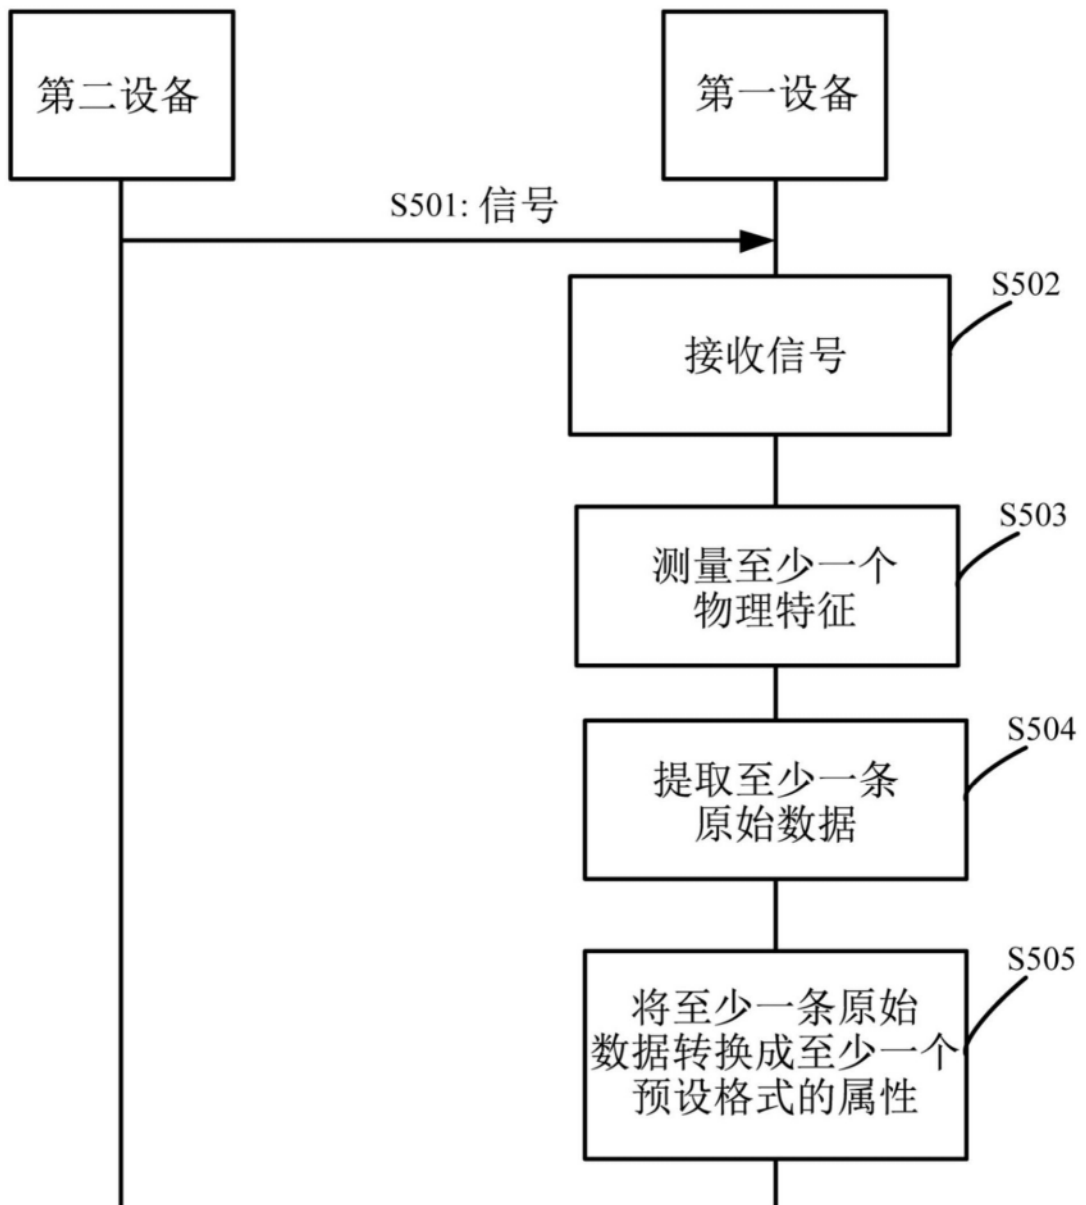 第二设备
第一设备
S501: 信号
S502
接收信号
S503
测量至少一个
物理特征
S504
提取至少一条
原始数据
S505
将至少一条原始
数据转换成至少一个
预设格式的属性